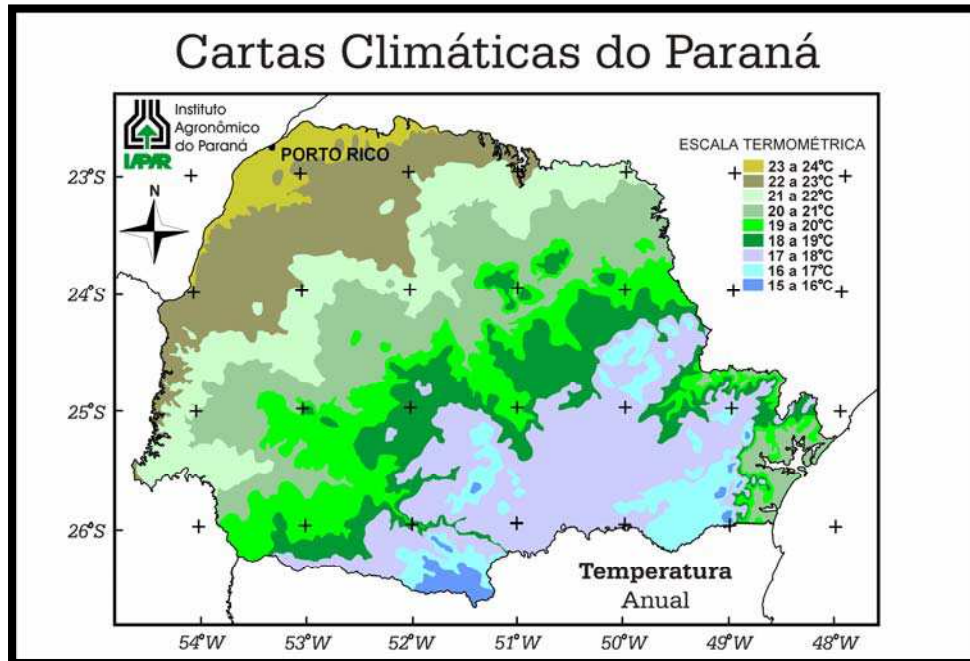 Cartas Climáticas do Paraná
Instituto
Agronômico
do Paraná
IAPAR
PORTO RICO
N
ESCALA TERMOMÉTRICA
23 a 24°C
22 a 23°C
21 a 22°C
20 a 21°C
19 a 20°C
18 a 19°C
17 a 18°C
16 a 17°C
15 a 16°C
23°S
24°S
25°S
26°S
Temperatura
Anual
54°W 53°W 52°W 51°W 50°W 49°W 48°W